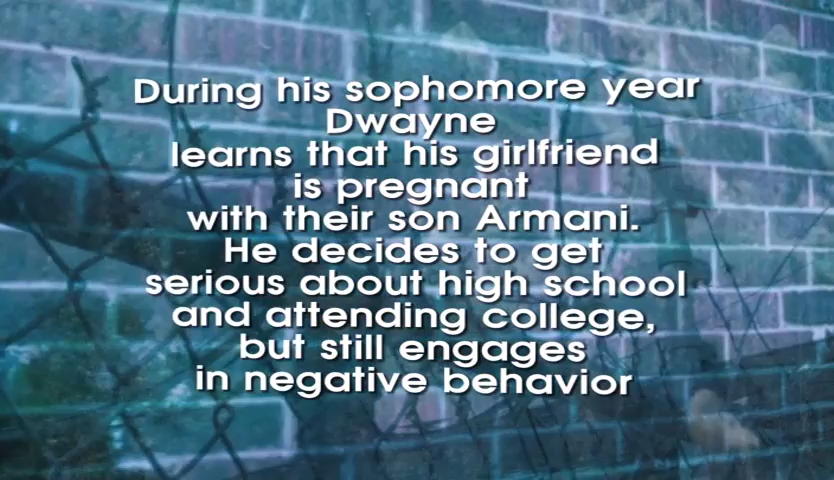 During his sophomore year
Dwayne
learns that his girlfriend
is pregnant
with their son Armani.
He decides to get
serious about high school
and attending college,
but still engages
in negative behavior